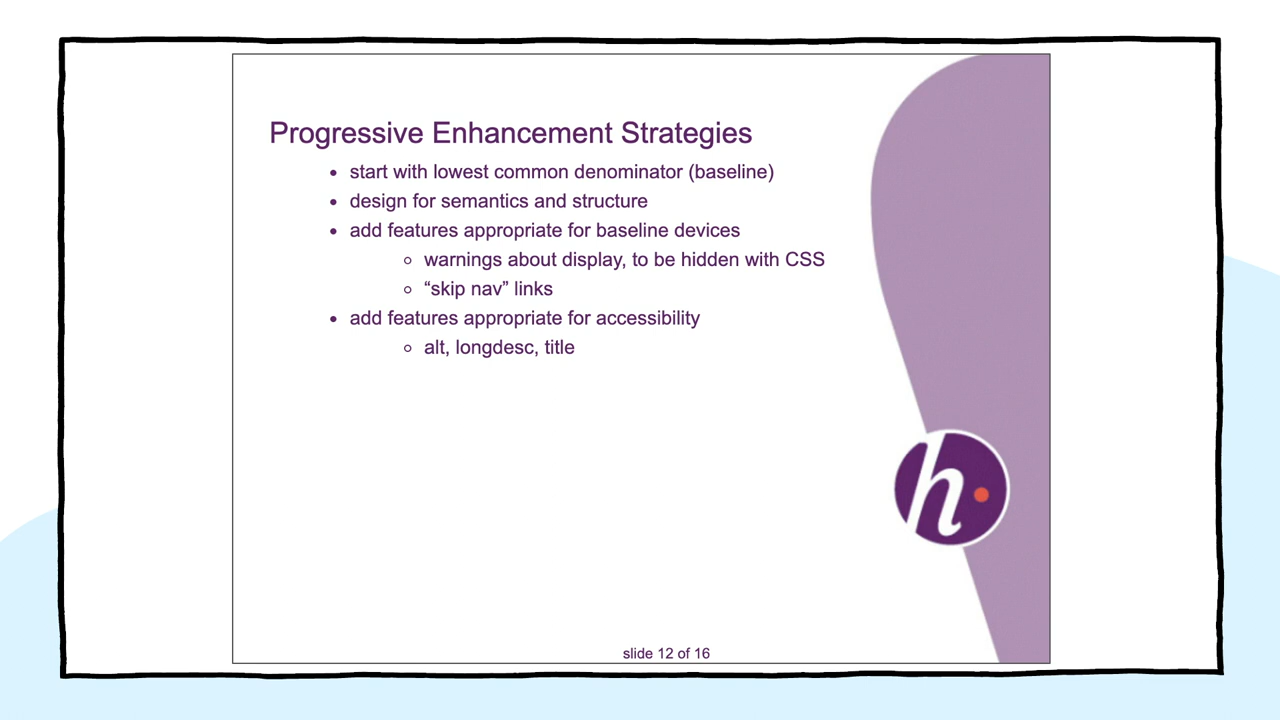 Progressive Enhancement Strategies
• start with lowest common denominator (baseline)
• design for semantics and structure
• add features appropriate for baseline devices
◦ warnings about display, to be hidden with CSS
◦ “skip nav” links
• add features appropriate for accessibility
◦ alt, longdesc, title
h
slide 12 of 16